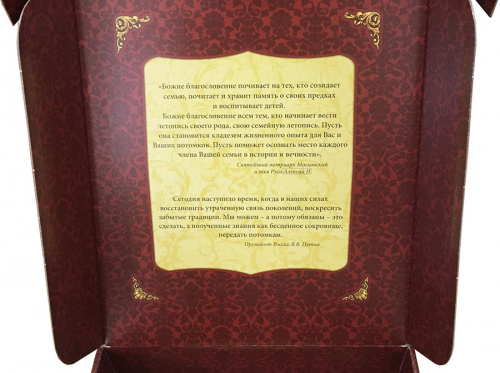 «Божие благословение почивает на тех, кто созидает
семью, почитает и хранит память о своих предках
и воспитывает детей.
Божие благословение всем тем, кто начинает вести
летопись своего рода, свою семейную летопись. Пусть
она становится кладезем жизненного опыта для Вас и
Ваших потомков. Пусть поможет осознать место каждого
члена Вашей семьи в истории и вечности».
Святейший патриарх Московский
и всея Руси Алексий II
Сегодня наступило время, когда в наших силах
восстановить утраченную связь поколений, воскресить
забытые традиции. Мы можем – а потому обязаны – это
сделать, а полученные знания как бесценное сокровище,
передать потомкам.
Президент России В.В. Путин